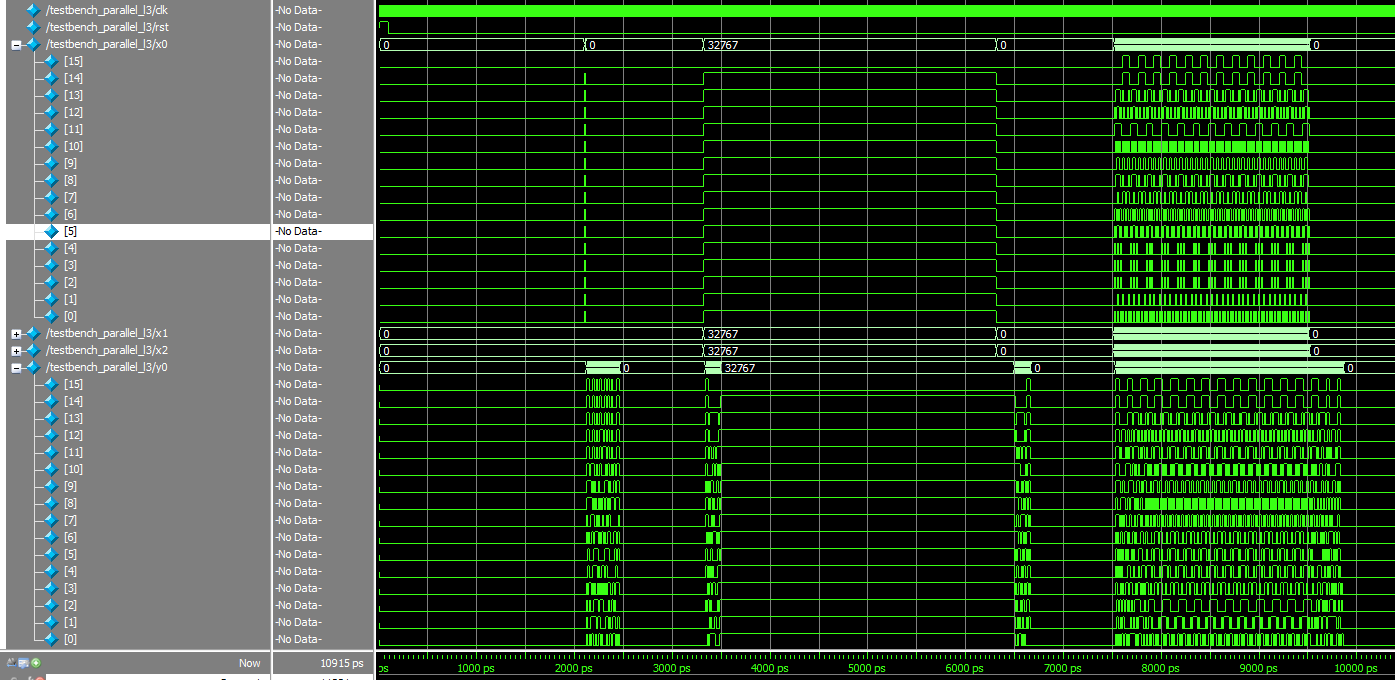 /testbench_parallel_l3/clk -No Data-
/testbench_parallel_l3/rst -No Data-
/testbench_parallel_l3/x0 -No Data- 0 0 32767 0 0
[15] -No Data-
[14] -No Data-
[13] -No Data-
[12] -No Data-
[11] -No Data-
[10] -No Data-
[9] -No Data-
[8] -No Data-
[7] -No Data-
[6] -No Data-
[5] -No Data-
[4] -No Data-
[3] -No Data-
[2] -No Data-
[1] -No Data-
[0] -No Data-
/testbench_parallel_l3/x1 -No Data- 0 32767 0 0
/testbench_parallel_l3/x2 -No Data- 0 32767 0 0
/testbench_parallel_l3/y0 -No Data- 0 0 32767 0 0
[15] -No Data-
[14] -No Data-
[13] -No Data-
[12] -No Data-
[11] -No Data-
[10] -No Data-
[9] -No Data-
[8] -No Data-
[7] -No Data-
[6] -No Data-
[5] -No Data-
[4] -No Data-
[3] -No Data-
[2] -No Data-
[1] -No Data-
[0] -No Data-
Now 10915 ps ps 1000 ps 2000 ps 3000 ps 4000 ps 5000 ps 6000 ps 7000 ps 8000 ps 9000 ps 10000 ps